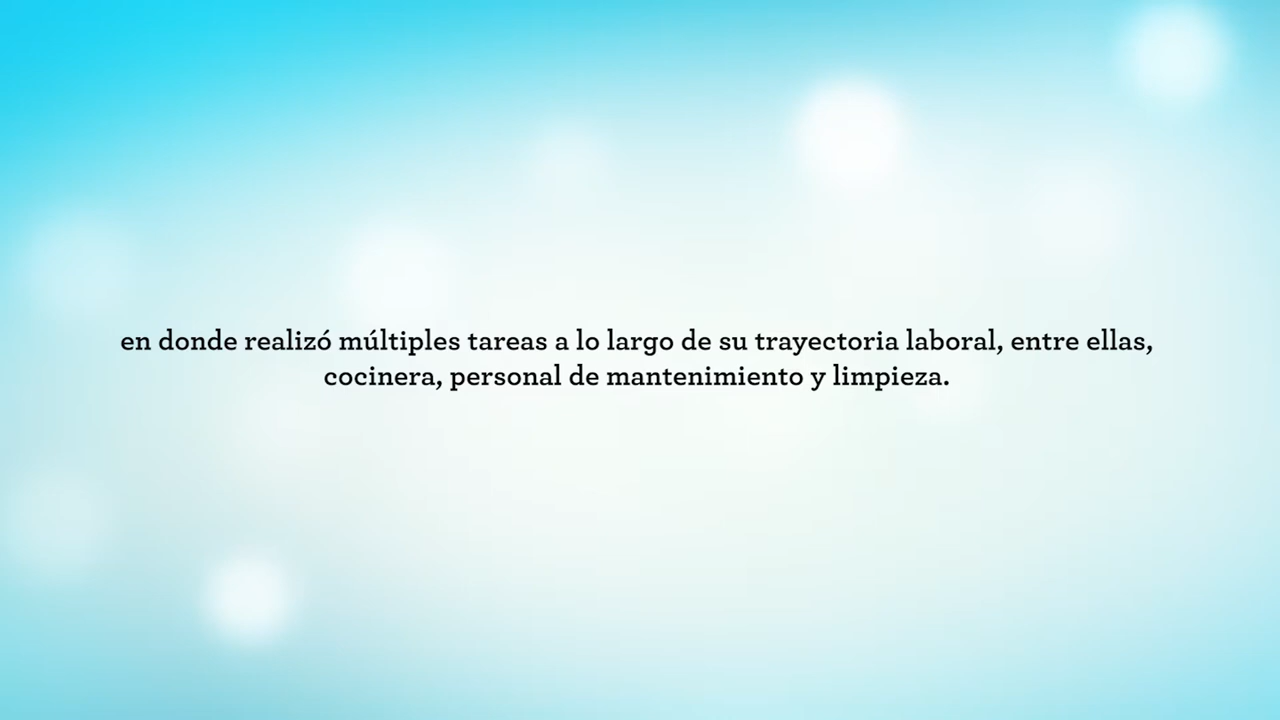 en donde realizó múltiples tareas a lo largo de su trayectoria laboral, entre ellas,
cocinera, personal de mantenimiento y limpieza.